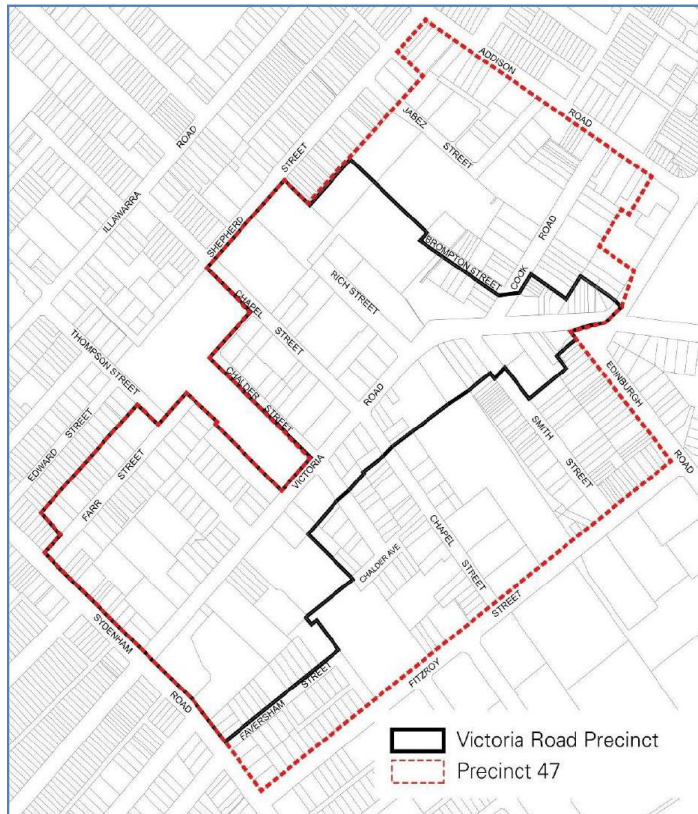 ADDISON
ROAD
JABEZ
STREET
STREET
ROAD
ILLAWARRA
SHEPHERD
BROMPTON STREET
COOK
ROAD
RICH STREET
CHAPEL
STREET
THOMPSON STREET
CHALDER STREET
ROAD
VICTORIA
EDINBURGH
ROAD
EDWARD STREET
FARR STREET
SMITH
STREET
CHAPEL
STREET
CHALDER AVE
STREET
FITZROY
SYDENHAM
ROAD
STREET
FAVERSHAM
Victoria Road Precinct
Precinct 47